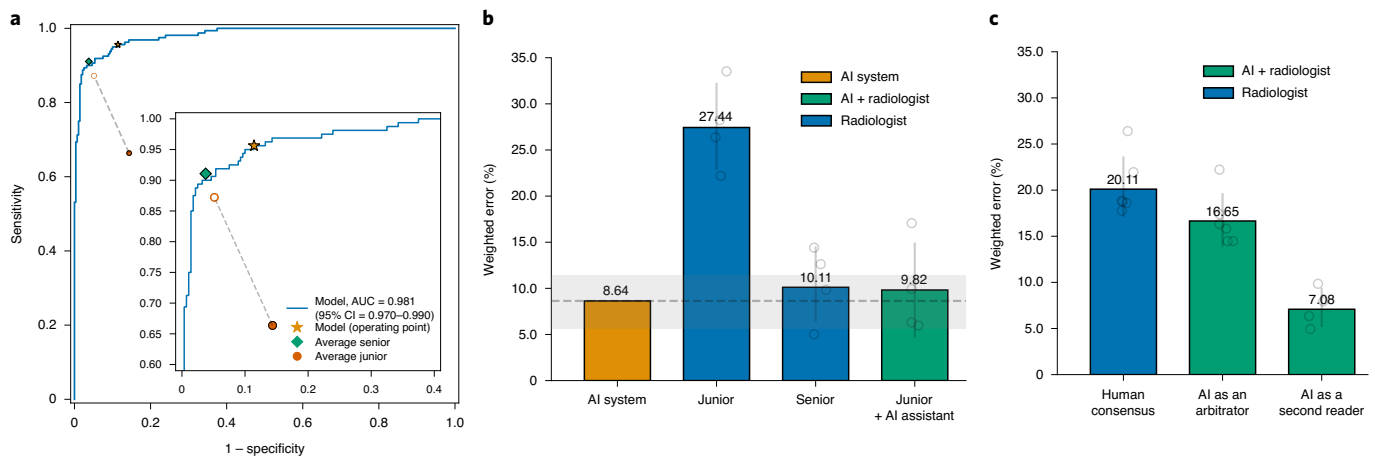 a
1.0
0.8
0.6
0.4
0.2
0
Sensitivity
0
0.2
0.4
0.6
0.8
1.0
1 – specificity
1.00
0.95
0.90
0.85
0.80
0.75
0.70
0.65
0.60
0
0.1
0.2
0.3
0.4
Model, AUC = 0.981
(95% CI = 0.970–0.990)
Model (operating point)
Average senior
Average junior
b
35.0
30.0
25.0
20.0
15.0
10.0
5.0
0
Weighted error (%)
AI system
AI + radiologist
Radiologist
8.64
27.44
10.11
9.82
AI system
Junior
Senior
Junior
+ AI assistant
c
35.0
30.0
25.0
20.0
15.0
10.0
5.0
0
Weighted error (%)
AI + radiologist
Radiologist
20.11
16.65
7.08
Human
consensus
AI as an
arbitrator
AI as a
second reader